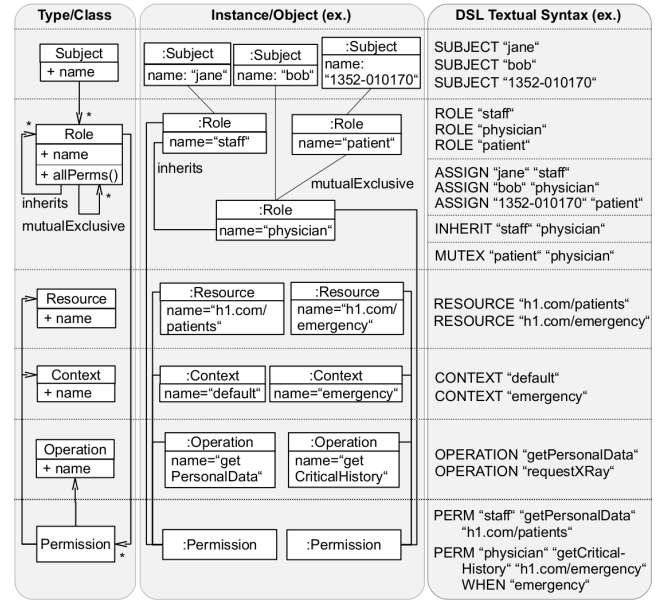 Type/Class
Instance/Object (ex.)
DSL Textual Syntax (ex.)
Subject
+ name
:Subject
name: “jane“
:Subject
name: “bob“
:Subject
name:
“1352-010170“
SUBJECT “jane“
SUBJECT “bob“
SUBJECT “1352-010170“
*
*
Role
+ name
+ allPerms()
*
inherits
mutualExclusive
:Role
name=“staff“
:Role
name=“patient“
inherits
mutualExclusive
:Role
name=“physician“
ROLE “staff“
ROLE “physician“
ROLE “patient“
ASSIGN “jane“ “staff“
ASSIGN “bob“ “physician“
ASSIGN “1352-010170“ “patient“
INHERIT “staff“ “physician“
MUTEX “patient“ “physician“
Resource
+ name
:Resource
name=“h1.com/
patients“
:Resource
name=“h1.com/
emergency“
RESOURCE “h1.com/patients“
RESOURCE “h1.com/emergency“
Context
+ name
:Context
name=“default“
:Context
name=“emergency“
CONTEXT “default“
CONTEXT “emergency“
Operation
+ name
:Operation
name=“get
PersonalData“
:Operation
name=“get
CriticalHistory“
OPERATION “getPersonalData“
OPERATION “requestXRay“
Permission
*
:Permission
:Permission
PERM “staff“ “getPersonalData“
“h1.com/patients“
PERM “physician“ “getCritical-
History“ “h1.com/emergency“
WHEN “emergency“